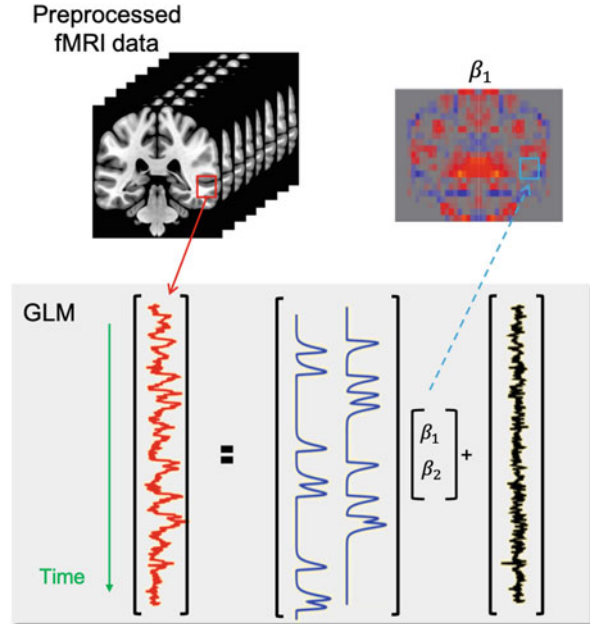 Preprocessed
fMRI data
β₁
GLM
=
β₁
β₂
+
Time